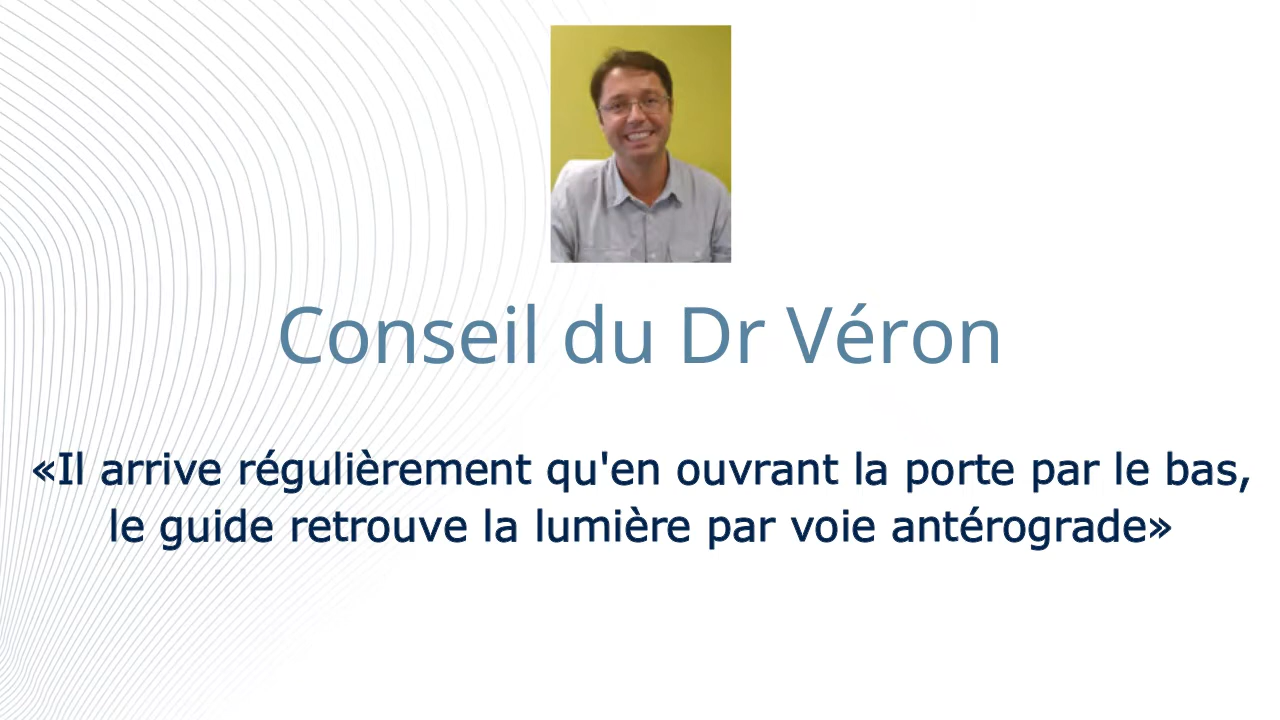 Conseil du Dr Véron
«Il arrive régulièrement qu'en ouvrant la porte par le bas,
le guide retrouve la lumière par voie antérograde»